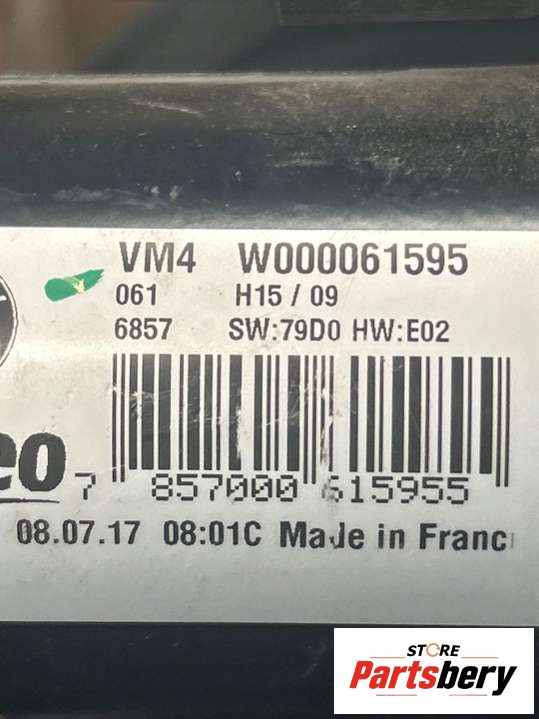 VM4 W000061595
061 H15 / 09
6857 SW:79D0 HW:E02
eo
7 857000 615955
08.07.17 08:01C Made in Franc
STORE
Partsbery